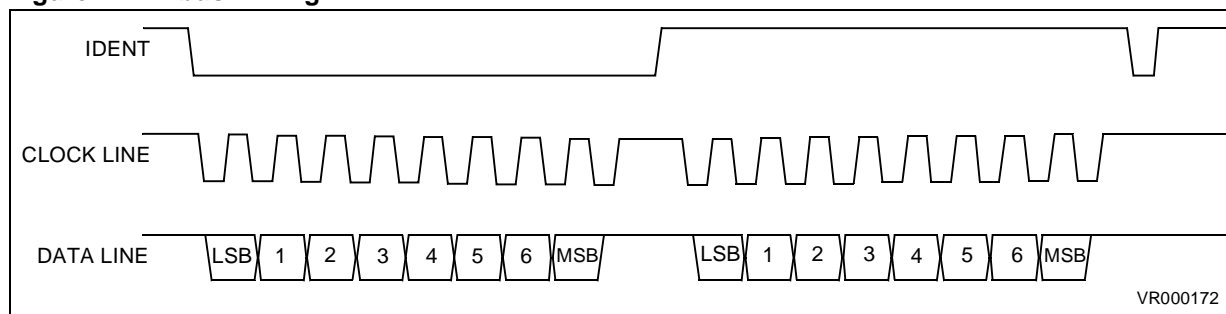 IDENT
CLOCK LINE
DATA LINE LSB 1 2 3 4 5 6 MSB LSB 1 2 3 4 5 6 MSB
VR000172